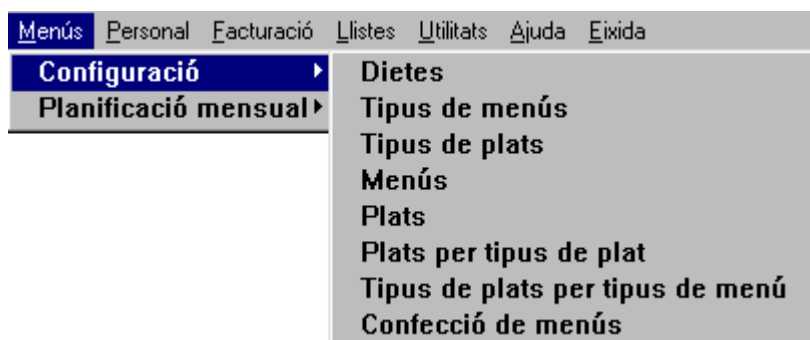 Menús Personal Facturació Llistes Utilitats Ajuda Eixida
Configuració
Planificació mensual
Dietes
Tipus de menús
Tipus de plats
Menús
Plats
Plats per tipus de plat
Tipus de plats per tipus de menú
Confecció de menús